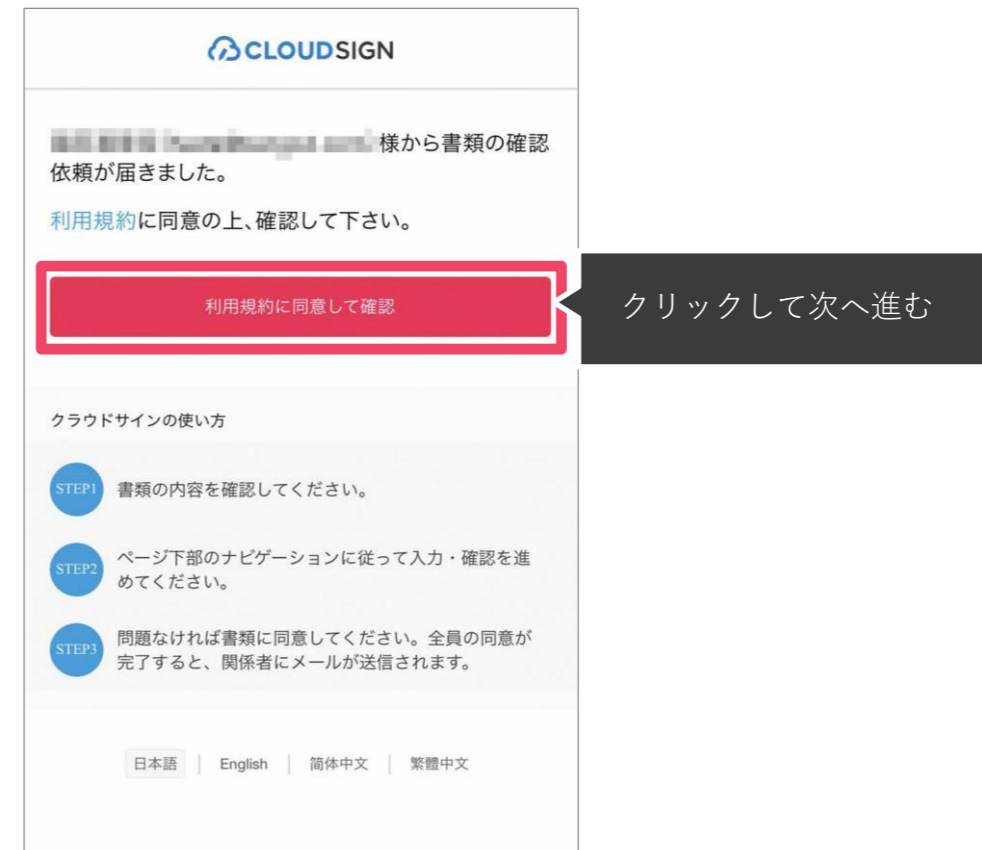 CLOUDSIGN
様から書類の確認
依頼が届きました。
利用規約に同意の上、確認して下さい。
利用規約に同意して確認
クリックして次へ進む
クラウドサインの使い方
STEP1 書類の内容を確認してください。
STEP2 ページ下部のナビゲーションに従って入力・確認を進
めてください。
STEP3 問題なければ書類に同意してください。全員の同意が
完了すると、関係者にメールが送信されます。
日本語 | English | 简体中文 | 繁體中文